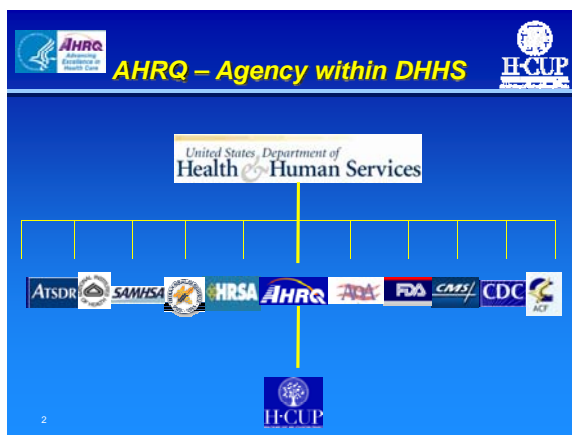 AHRQ
Advancing
Excellence in
Health Care
AHRQ – Agency within DHHS
H·CUP
United States Department of
Health & Human Services
ATSDR
SAMHSA
HRSA
AHRQ
AOA
FDA
CMS
CDC
ACF
H·CUP
2